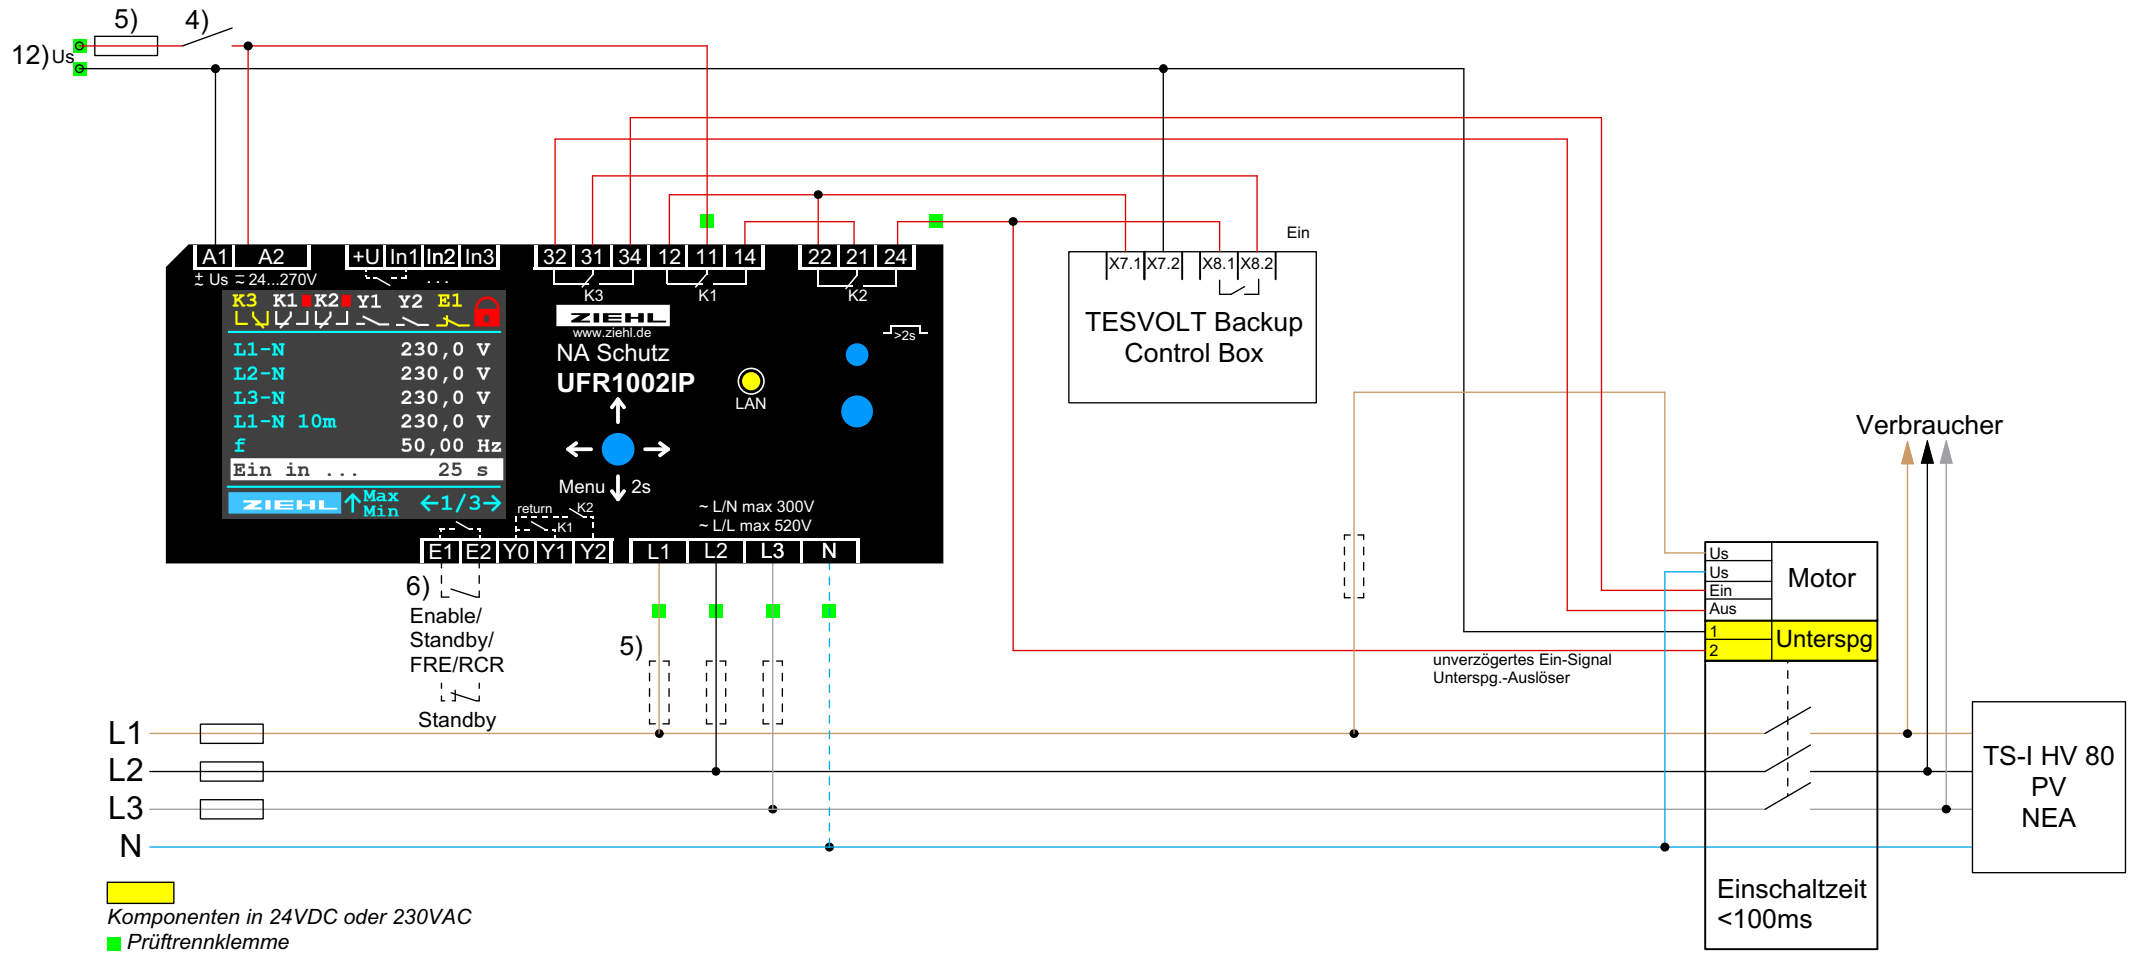 5)
4)
12) Us
A1 A2
+U In1 In2 In3
32 31 34 12 11 14
22 21 24
± Us = 24...270V
...
K3
K1
K2
K3 K1 K2 Y1 Y2 E1
ZIEHL
www.ziehl.de
NA Schutz
UFR1002IP
LAN
>2s
L1-N 230,0 V
L2-N 230,0 V
L3-N 230,0 V
L1-N 10m 230,0 V
f 50,00 Hz
Ein in ... 25 s
ZIEHL ↑Max Min ←1/3→
Menu 2s
return K2
K1
~ L/N max 300V
~ L/L max 520V
E1 E2 Y0 Y1 Y2
L1 L2 L3 N
6)
Enable/
Standby/
FRE/RCR
Standby
5)
Ein
X7.1 X7.2 X8.1 X8.2
TESVOLT Backup
Control Box
Verbraucher
Us
Us
Ein
Aus
Motor
1
2
Unterspg
unverzögertes Ein-Signal
Unterspg.-Auslöser
L1
L2
L3
N
TS-I HV 80
PV
NEA
Einschaltzeit
<100ms
Komponenten in 24VDC oder 230VAC
Prüftrennklemme